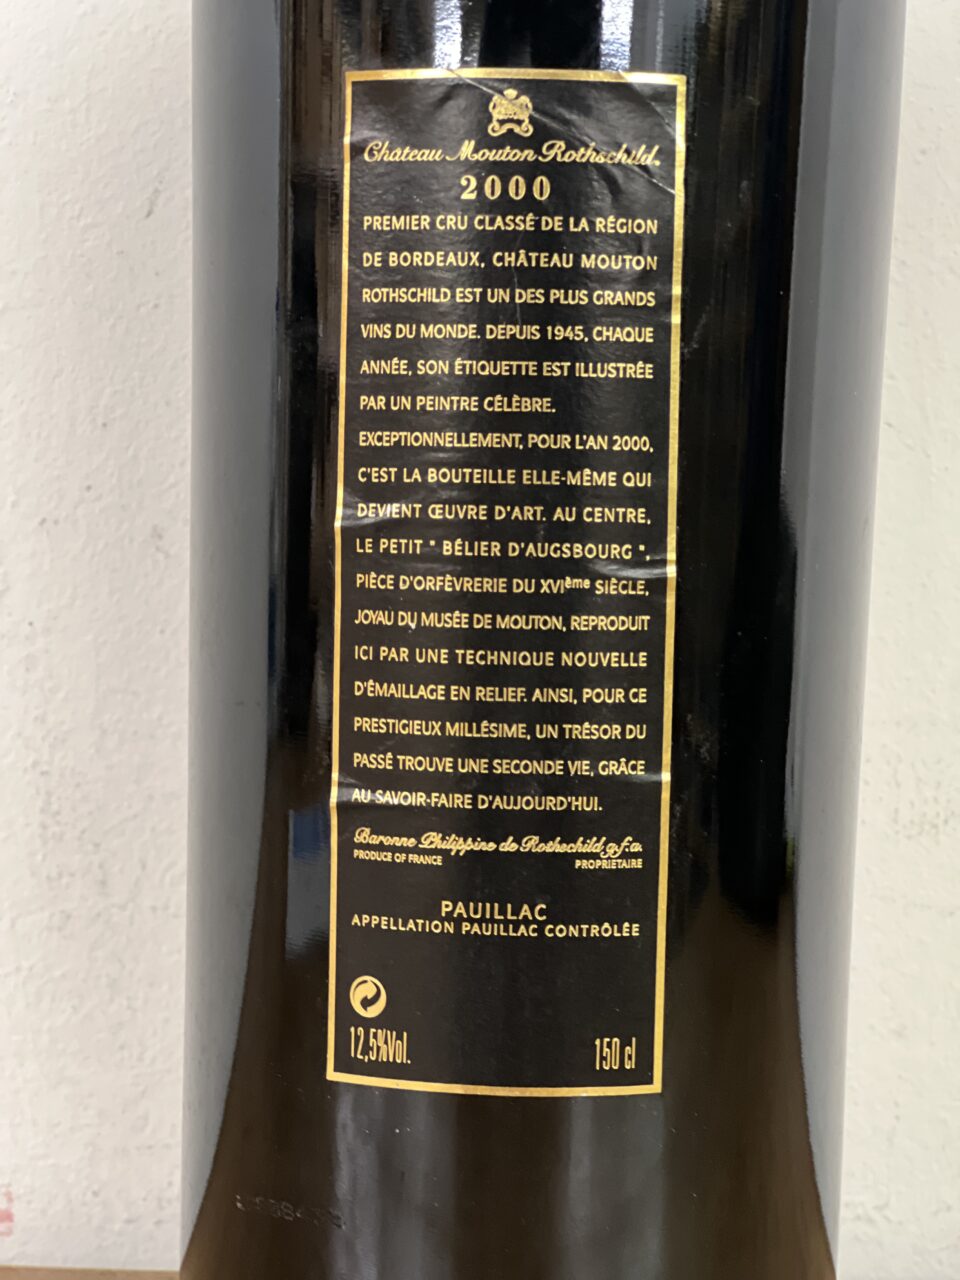 Château Mouton Rothschild.
2000
PREMIER CRU CLASSÉ DE LA RÉGION
DE BORDEAUX, CHÂTEAU MOUTON
ROTHSCHILD EST UN DES PLUS GRANDS
VINS DU MONDE. DEPUIS 1945, CHAQUE
ANNÉE, SON ÉTIQUETTE EST ILLUSTRÉE
PAR UN PEINTRE CÉLÈBRE.
EXCEPTIONNELLEMENT, POUR L'AN 2000,
C'EST LA BOUTEILLE ELLE-MÊME QUI
DEVIENT ŒUVRE D'ART. AU CENTRE,
LE PETIT " BÉLIER D'AUGSBOURG ",
PIÈCE D'ORFÈVRERIE DU XVIème SIÈCLE,
JOYAU DU MUSÉE DE MOUTON, REPRODUIT
ICI PAR UNE TECHNIQUE NOUVELLE
D'ÉMAILLAGE EN RELIEF. AINSI, POUR CE
PRESTIGIEUX MILLÉSIME, UN TRÉSOR DU
PASSÉ TROUVE UNE SECONDE VIE, GRÂCE
AU SAVOIR-FAIRE D'AUJOURD'HUI.
Baronne Philippine de Rothschild g.f.a.
PRODUCE OF FRANCE PROPRIÉTAIRE
PAUILLAC
APPELLATION PAUILLAC CONTRÔLÉE
12,5%Vol. 150 cl